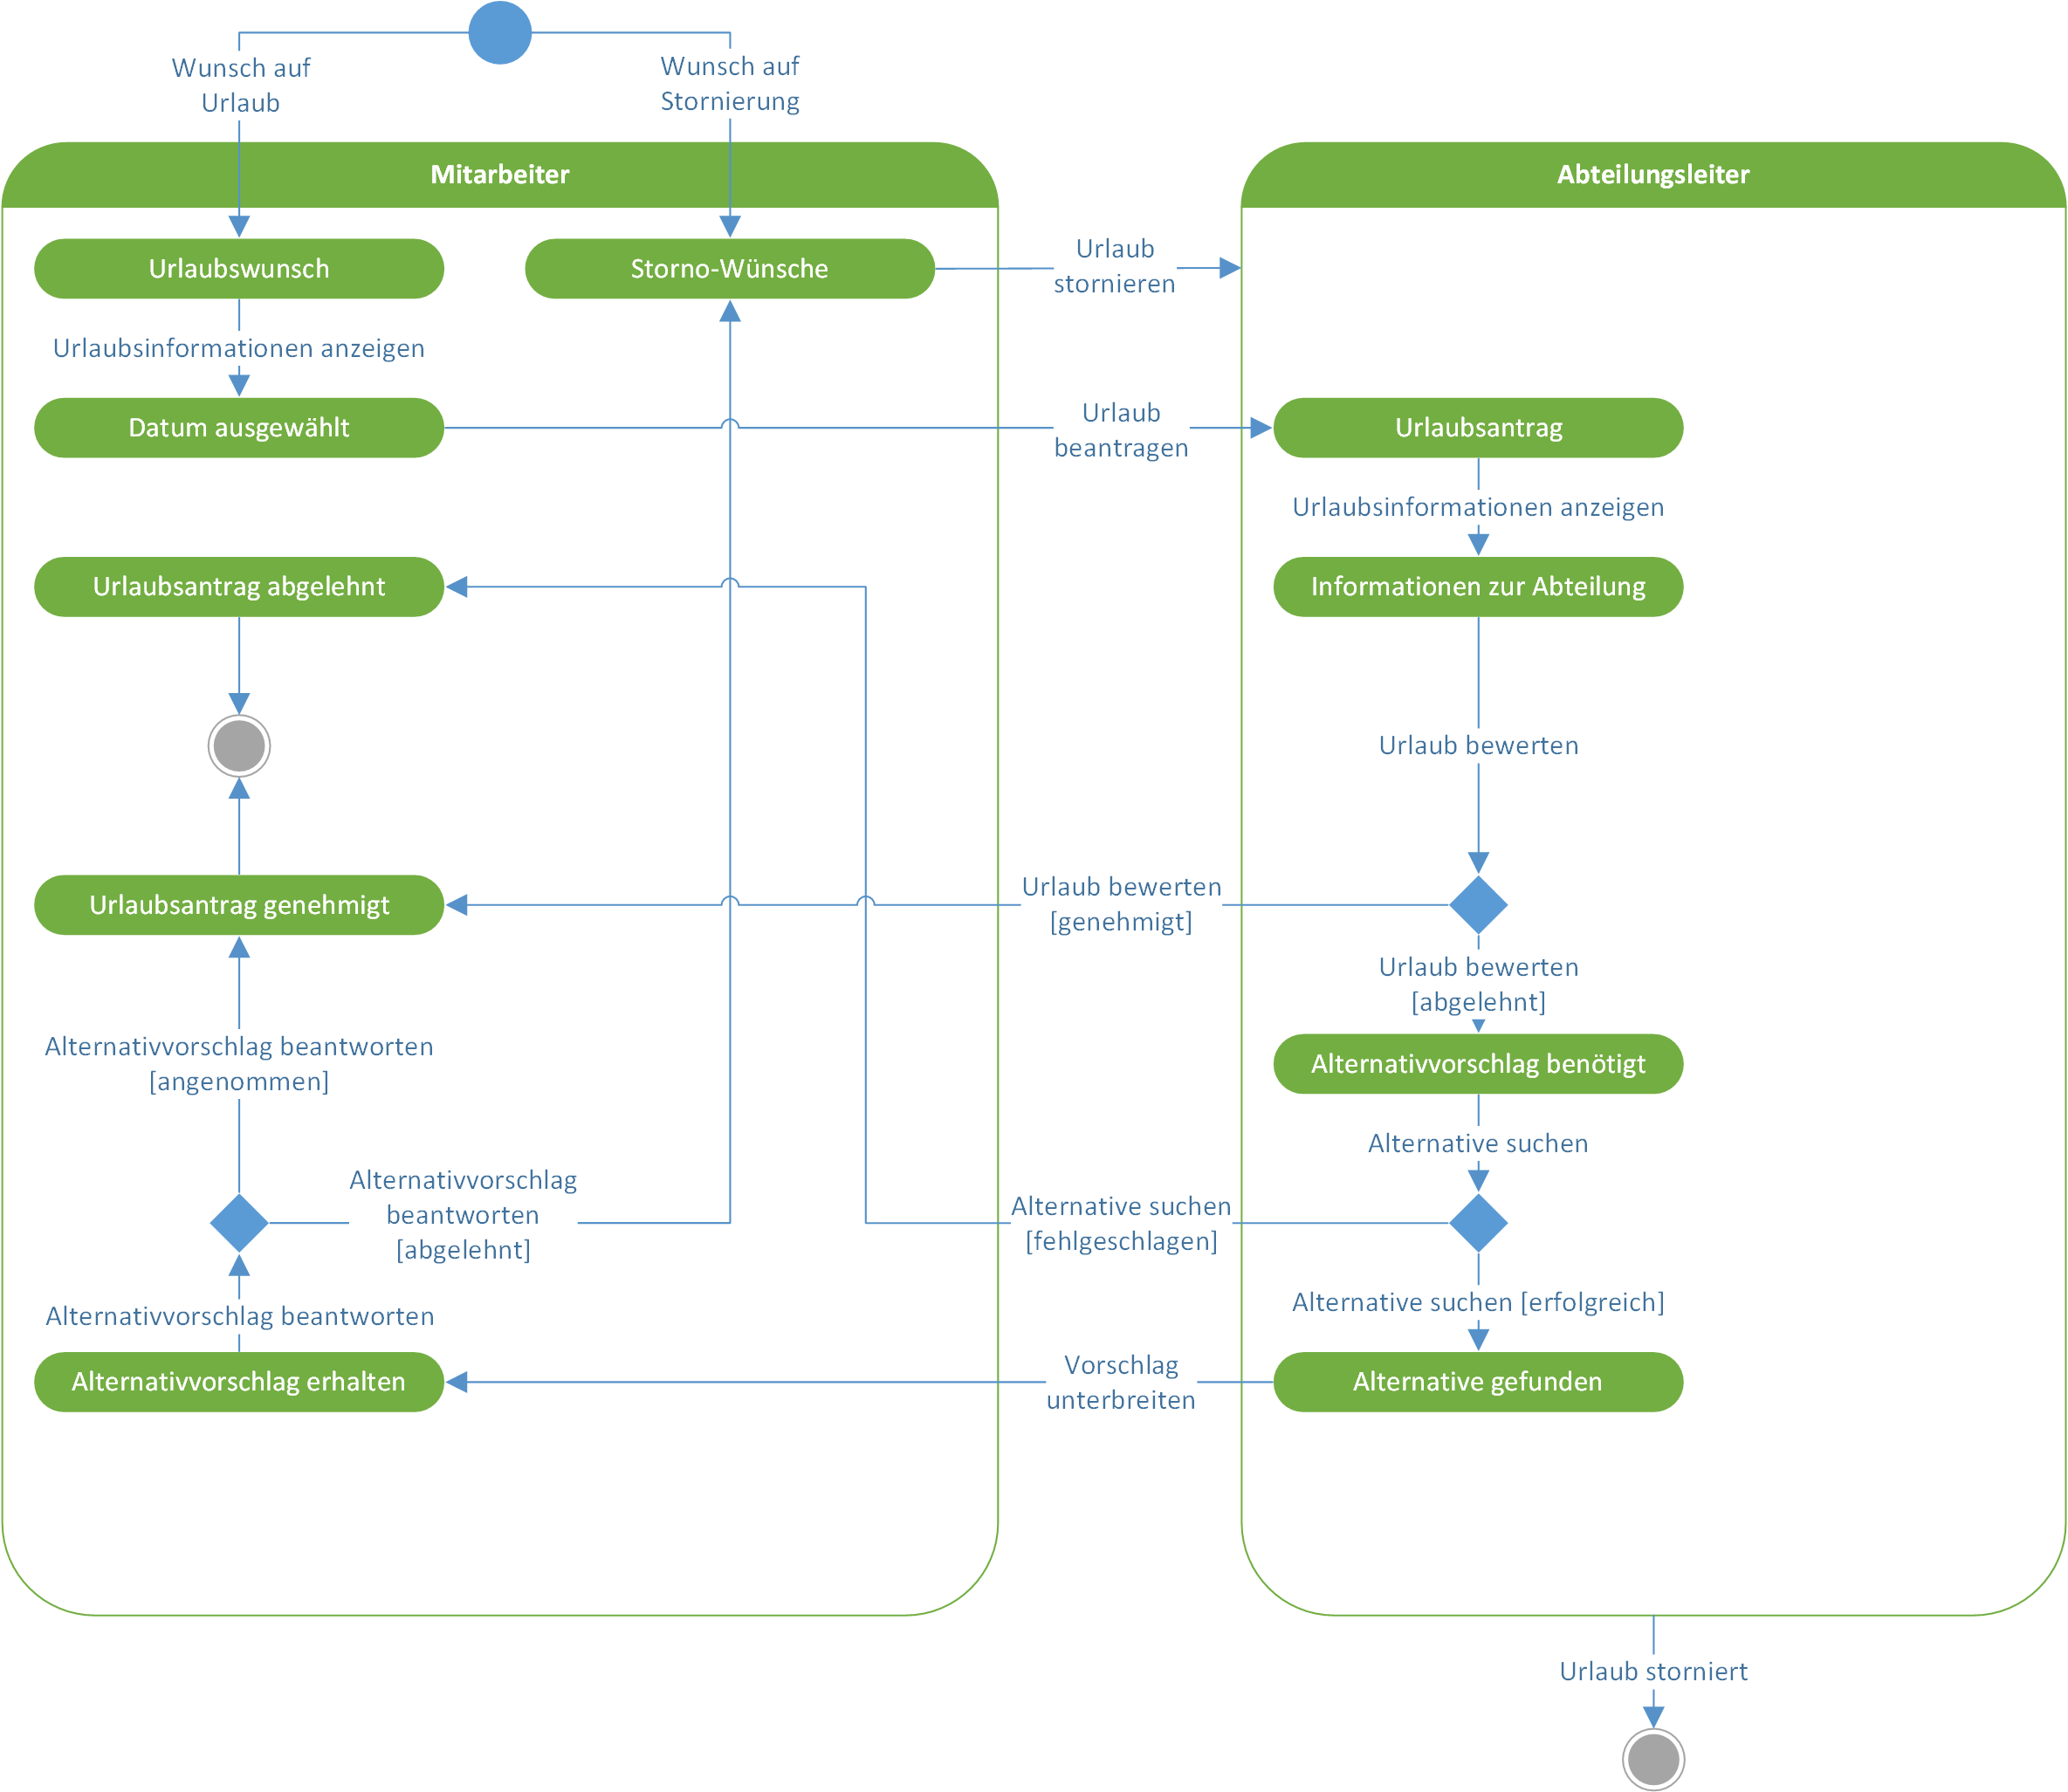 Wunsch auf
Urlaub
Wunsch auf
Stornierung
Mitarbeiter
Abteilungsleiter
Urlaubswunsch
Storno-Wünsche
Urlaub
stornieren
Urlaubsinformationen anzeigen
Datum ausgewählt
Urlaub
beantragen
Urlaubsantrag
Urlaubsinformationen anzeigen
Urlaubsantrag abgelehnt
Informationen zur Abteilung
Urlaub bewerten
Urlaubsantrag genehmigt
Urlaub bewerten
[genehmigt]
Urlaub bewerten
[abgelehnt]
Alternativvorschlag beantworten
[angenommen]
Alternativvorschlag benötigt
Alternative suchen
Alternativvorschlag
beantworten
[abgelehnt]
Alternative suchen
[fehlgeschlagen]
Alternativvorschlag beantworten
Alternative suchen [erfolgreich]
Alternativvorschlag erhalten
Vorschlag
unterbreiten
Alternative gefunden
Urlaub storniert